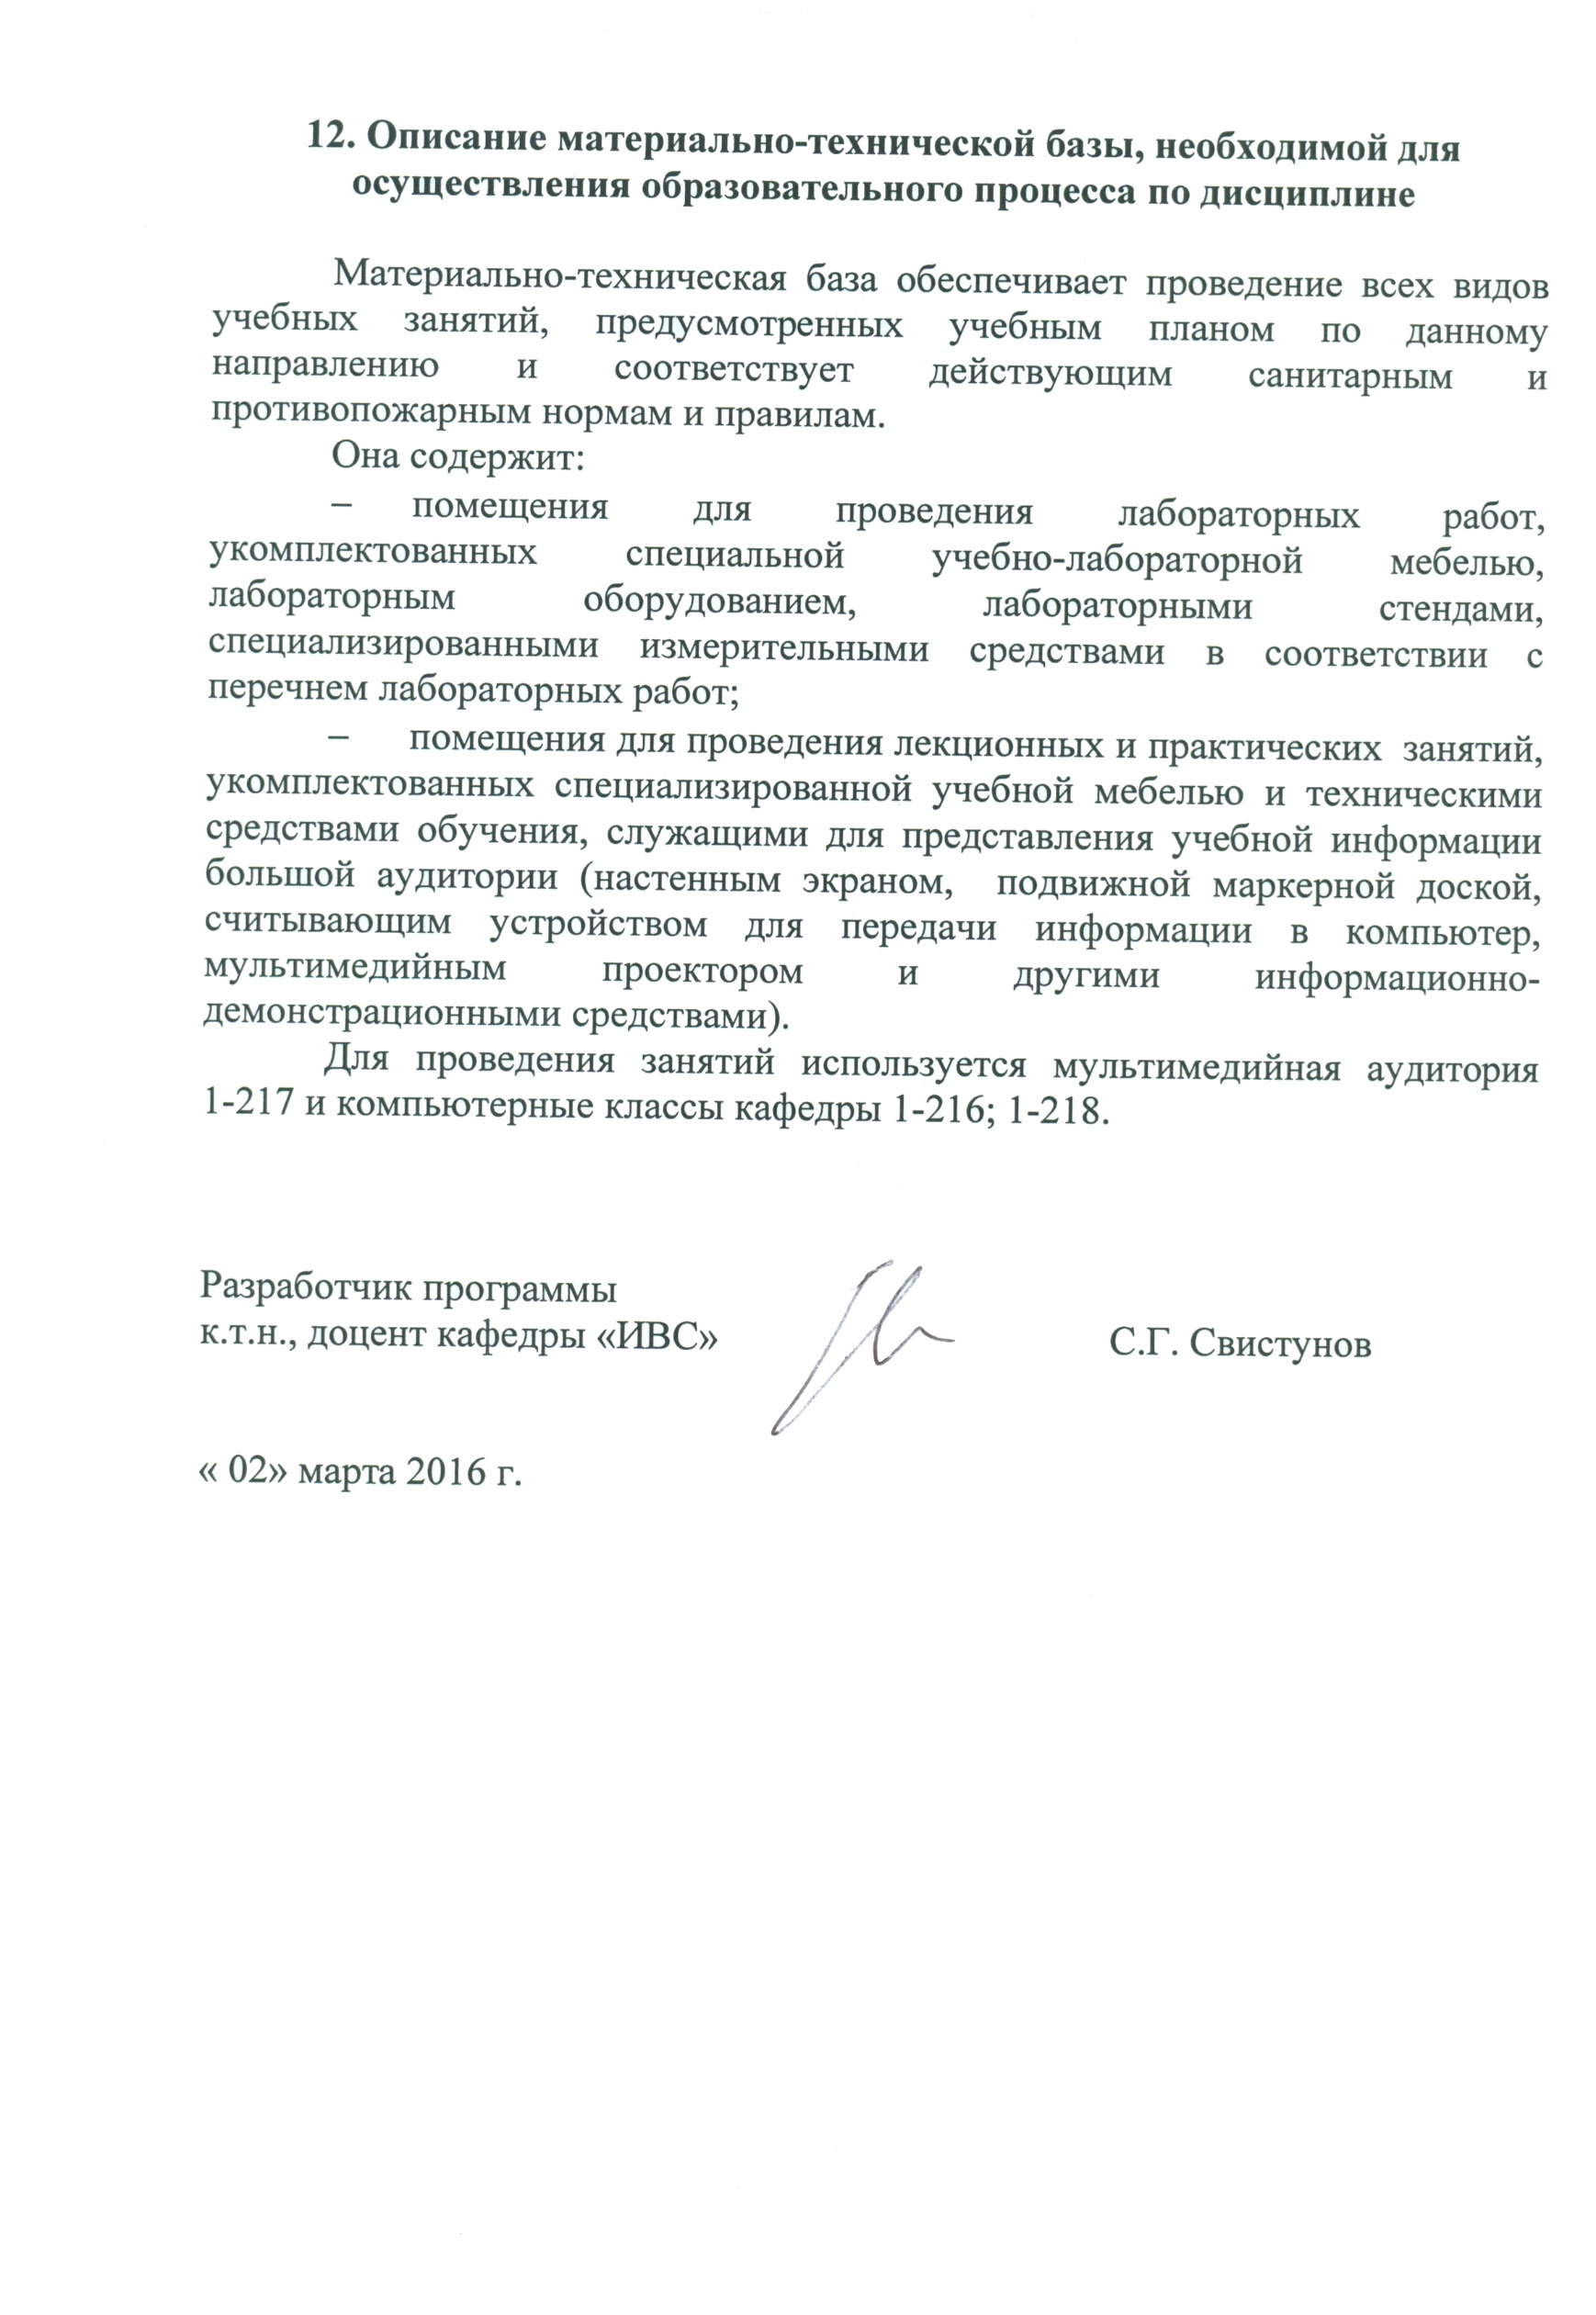 12. Описание материально-технической базы, необходимой для
осуществления образовательного процесса по дисциплине
Материально-техническая база обеспечивает проведение всех видов
учебных занятий, предусмотренных учебным планом по данному
направлению и соответствует действующим санитарным и
противопожарным нормам и правилам.
Она содержит:
– помещения для проведения лабораторных работ,
укомплектованных специальной учебно-лабораторной мебелью,
лабораторным оборудованием, лабораторными стендами,
специализированными измерительными средствами в соответствии с
перечнем лабораторных работ;
– помещения для проведения лекционных и практических занятий,
укомплектованных специализированной учебной мебелью и техническими
средствами обучения, служащими для представления учебной информации
большой аудитории (настенным экраном, подвижной маркерной доской,
считывающим устройством для передачи информации в компьютер,
мультимедийным проектором и другими информационно-
демонстрационными средствами).
Для проведения занятий используется мультимедийная аудитория
1-217 и компьютерные классы кафедры 1-216; 1-218.
Разработчик программы
к.т.н., доцент кафедры «ИВС» С.Г. Свистунов
« 02» марта 2016 г.